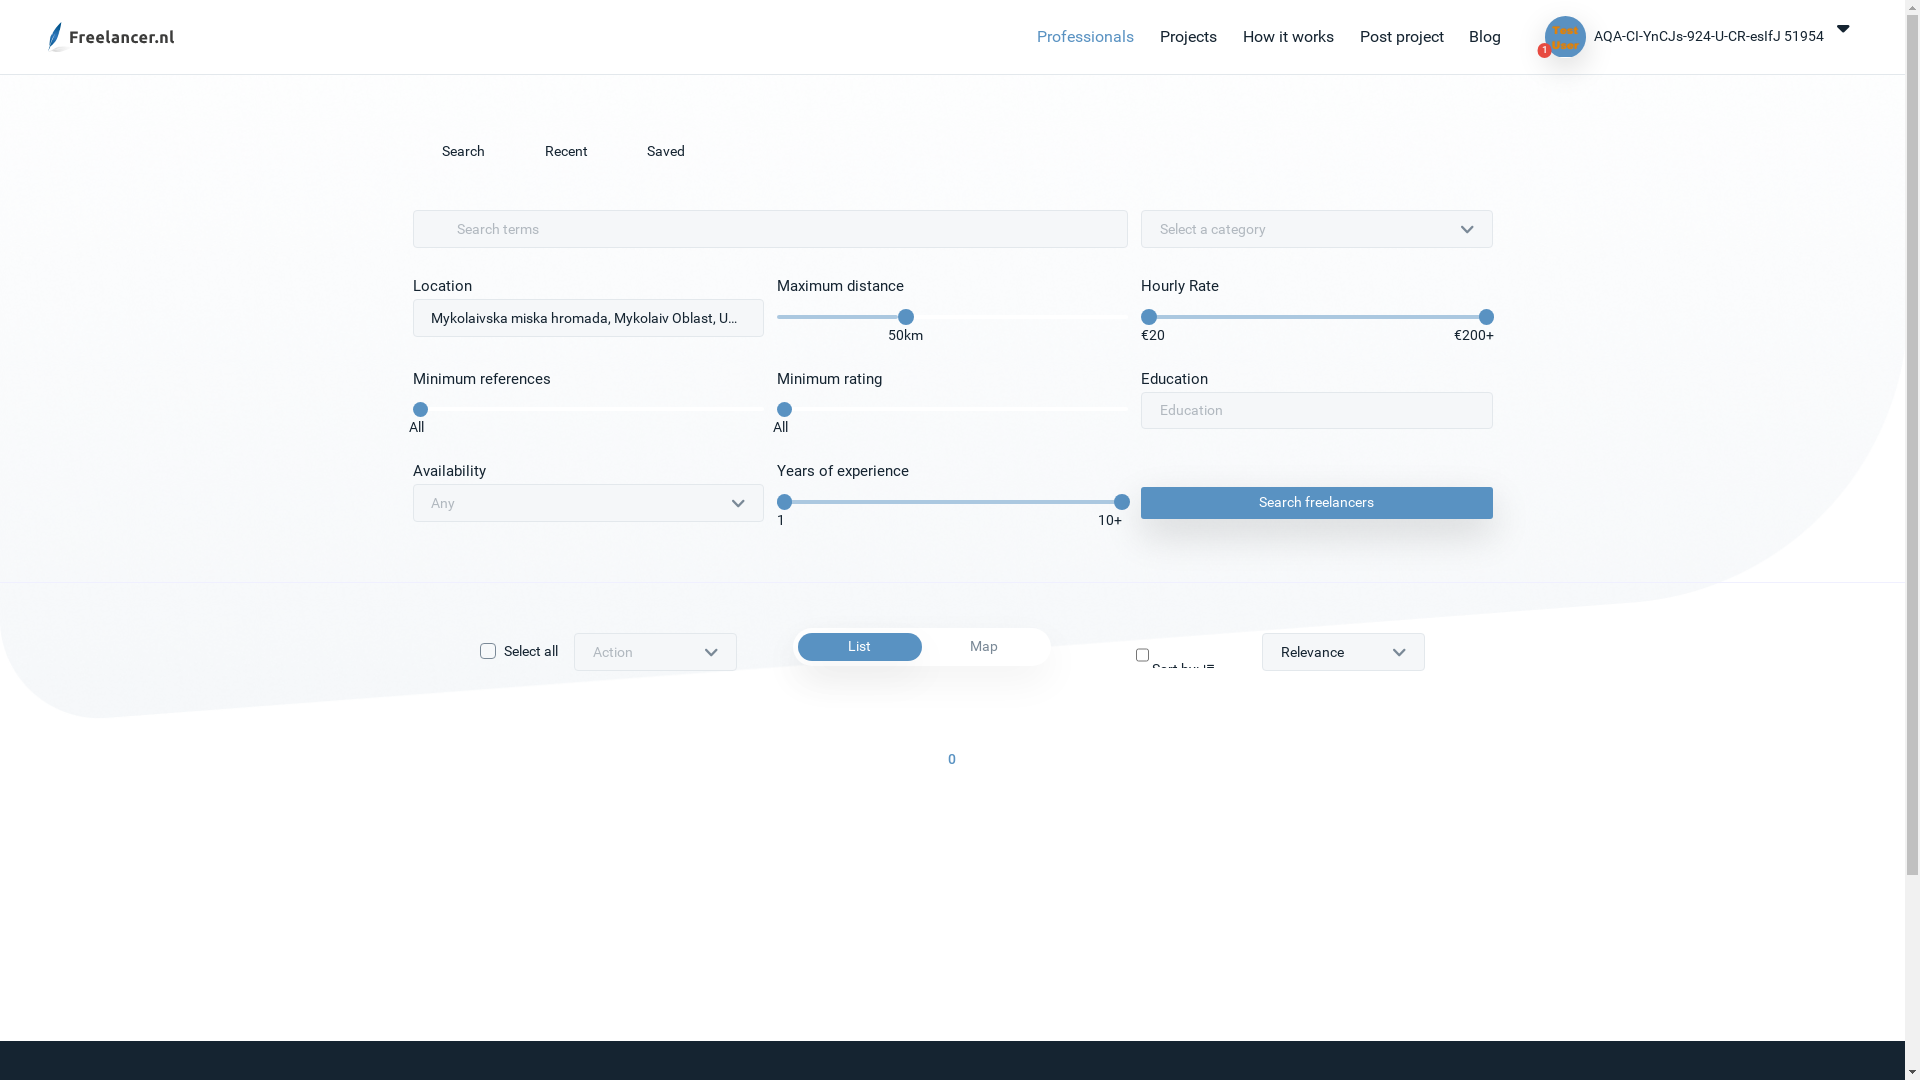 Freelancer.nl
Professionals
Projects
How it works
Post project
Blog
Test User
1
AQA-CI-YnCJs-924-U-CR-esIfJ 51954
Search
Recent
Saved
Search terms
Select a category
Location
Maximum distance
Hourly Rate
Mykolaivska miska hromada, Mykolaiv Oblast, U...
50km
€20
€200+
Minimum references
Minimum rating
Education
All
All
Education
Availability
Years of experience
Any
1
10+
Search freelancers
Select all
Action
List
Map
Sort by:
Relevance
0